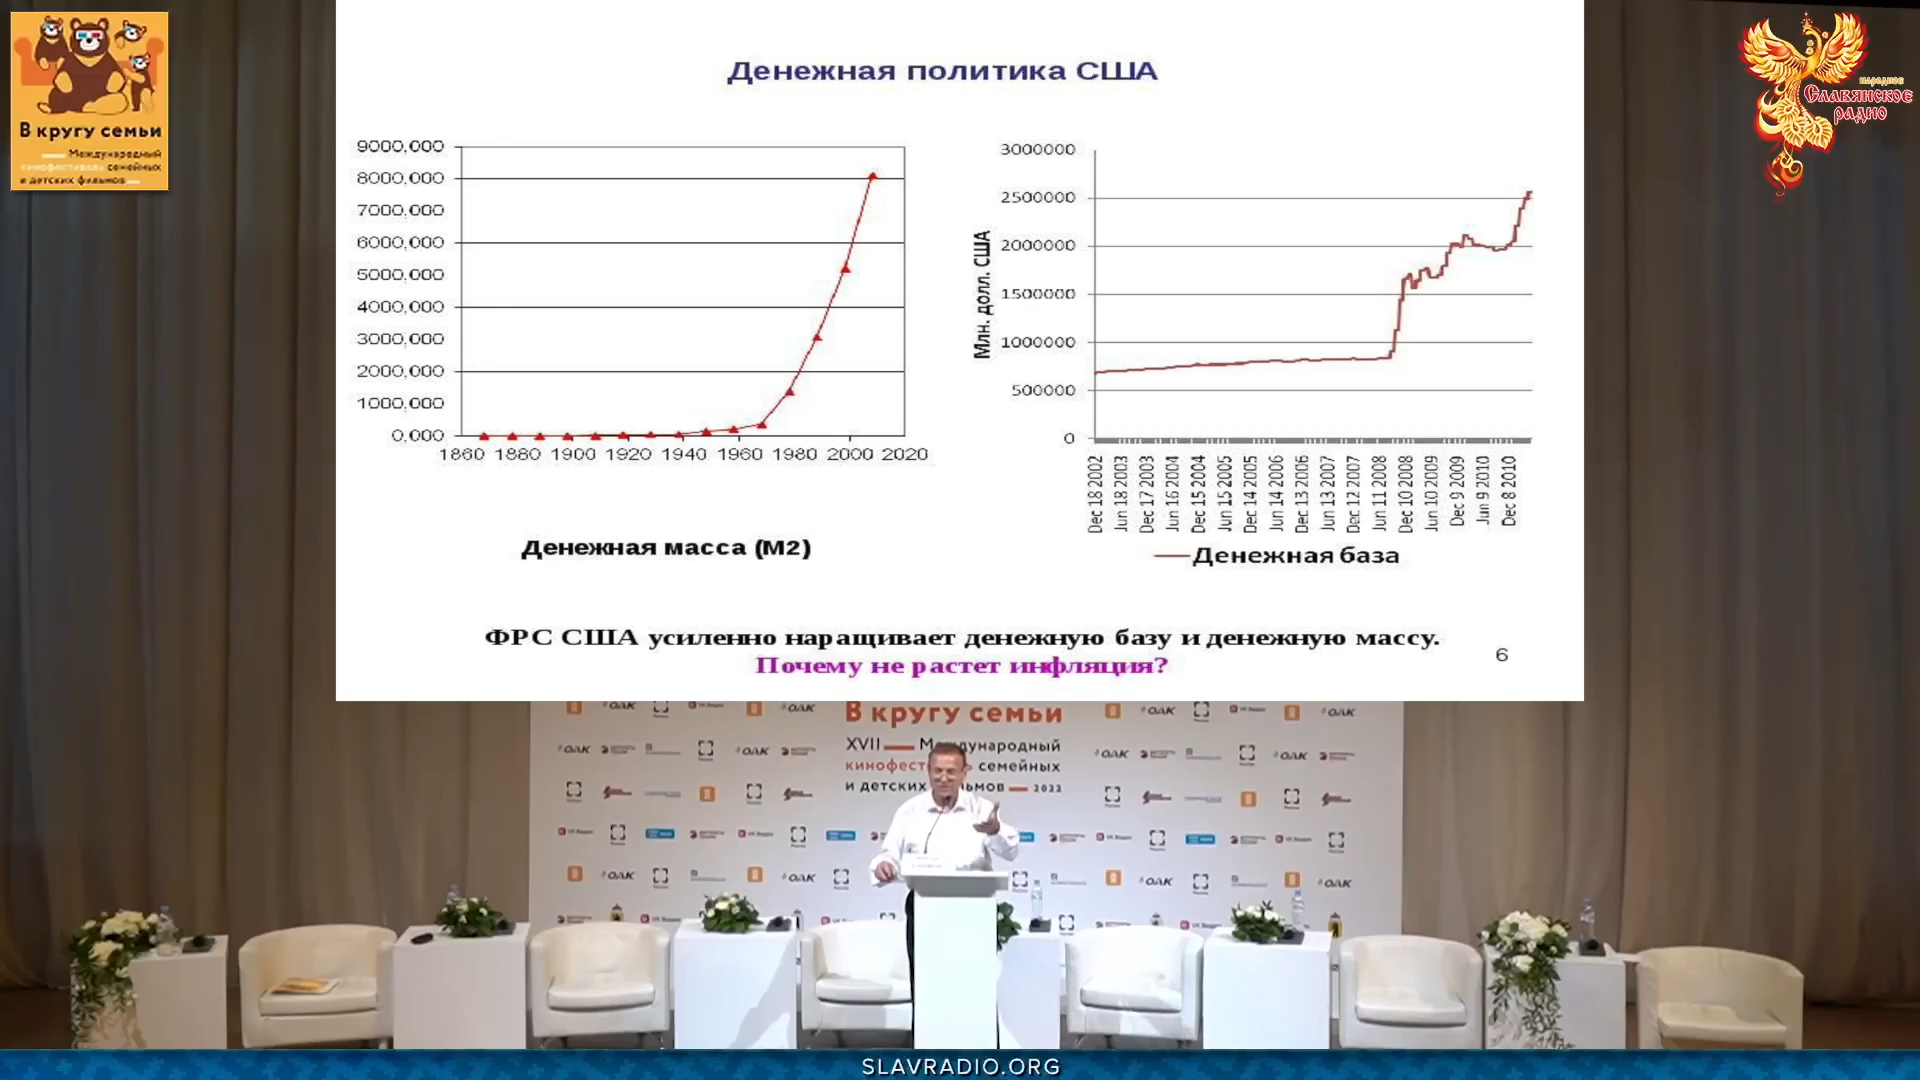 В кругу семьи
Международный
кинофестиваль семейных
и детских фильмов
народное
Славянское
радио
Денежная политика США
9000,000
8000,000
7000,000
6000,000
5000,000
4000,000
3000,000
2000,000
1000,000
0,000
1860 1880 1900 1920 1940 1960 1980 2000 2020
Денежная масса (М2)
Млн. долл. США
3000000
2500000
2000000
1500000
1000000
500000
0
Dec 18 2002
Jun 18 2003
Dec 17 2003
Jun 16 2004
Dec 15 2004
Jun 15 2005
Dec 14 2005
Jun 14 2006
Dec 13 2006
Jun 13 2007
Dec 12 2007
Jun 11 2008
Dec 10 2008
Jun 10 2009
Dec 9 2009
Jun 9 2010
Dec 8 2010
Денежная база
ФРС США усиленно наращивает денежную базу и денежную массу.
Почему не растет инфляция?
6
В кругу семьи
XVII Международный
семейных
и детских
2022
ОАК
SLAVRADIO.ORG